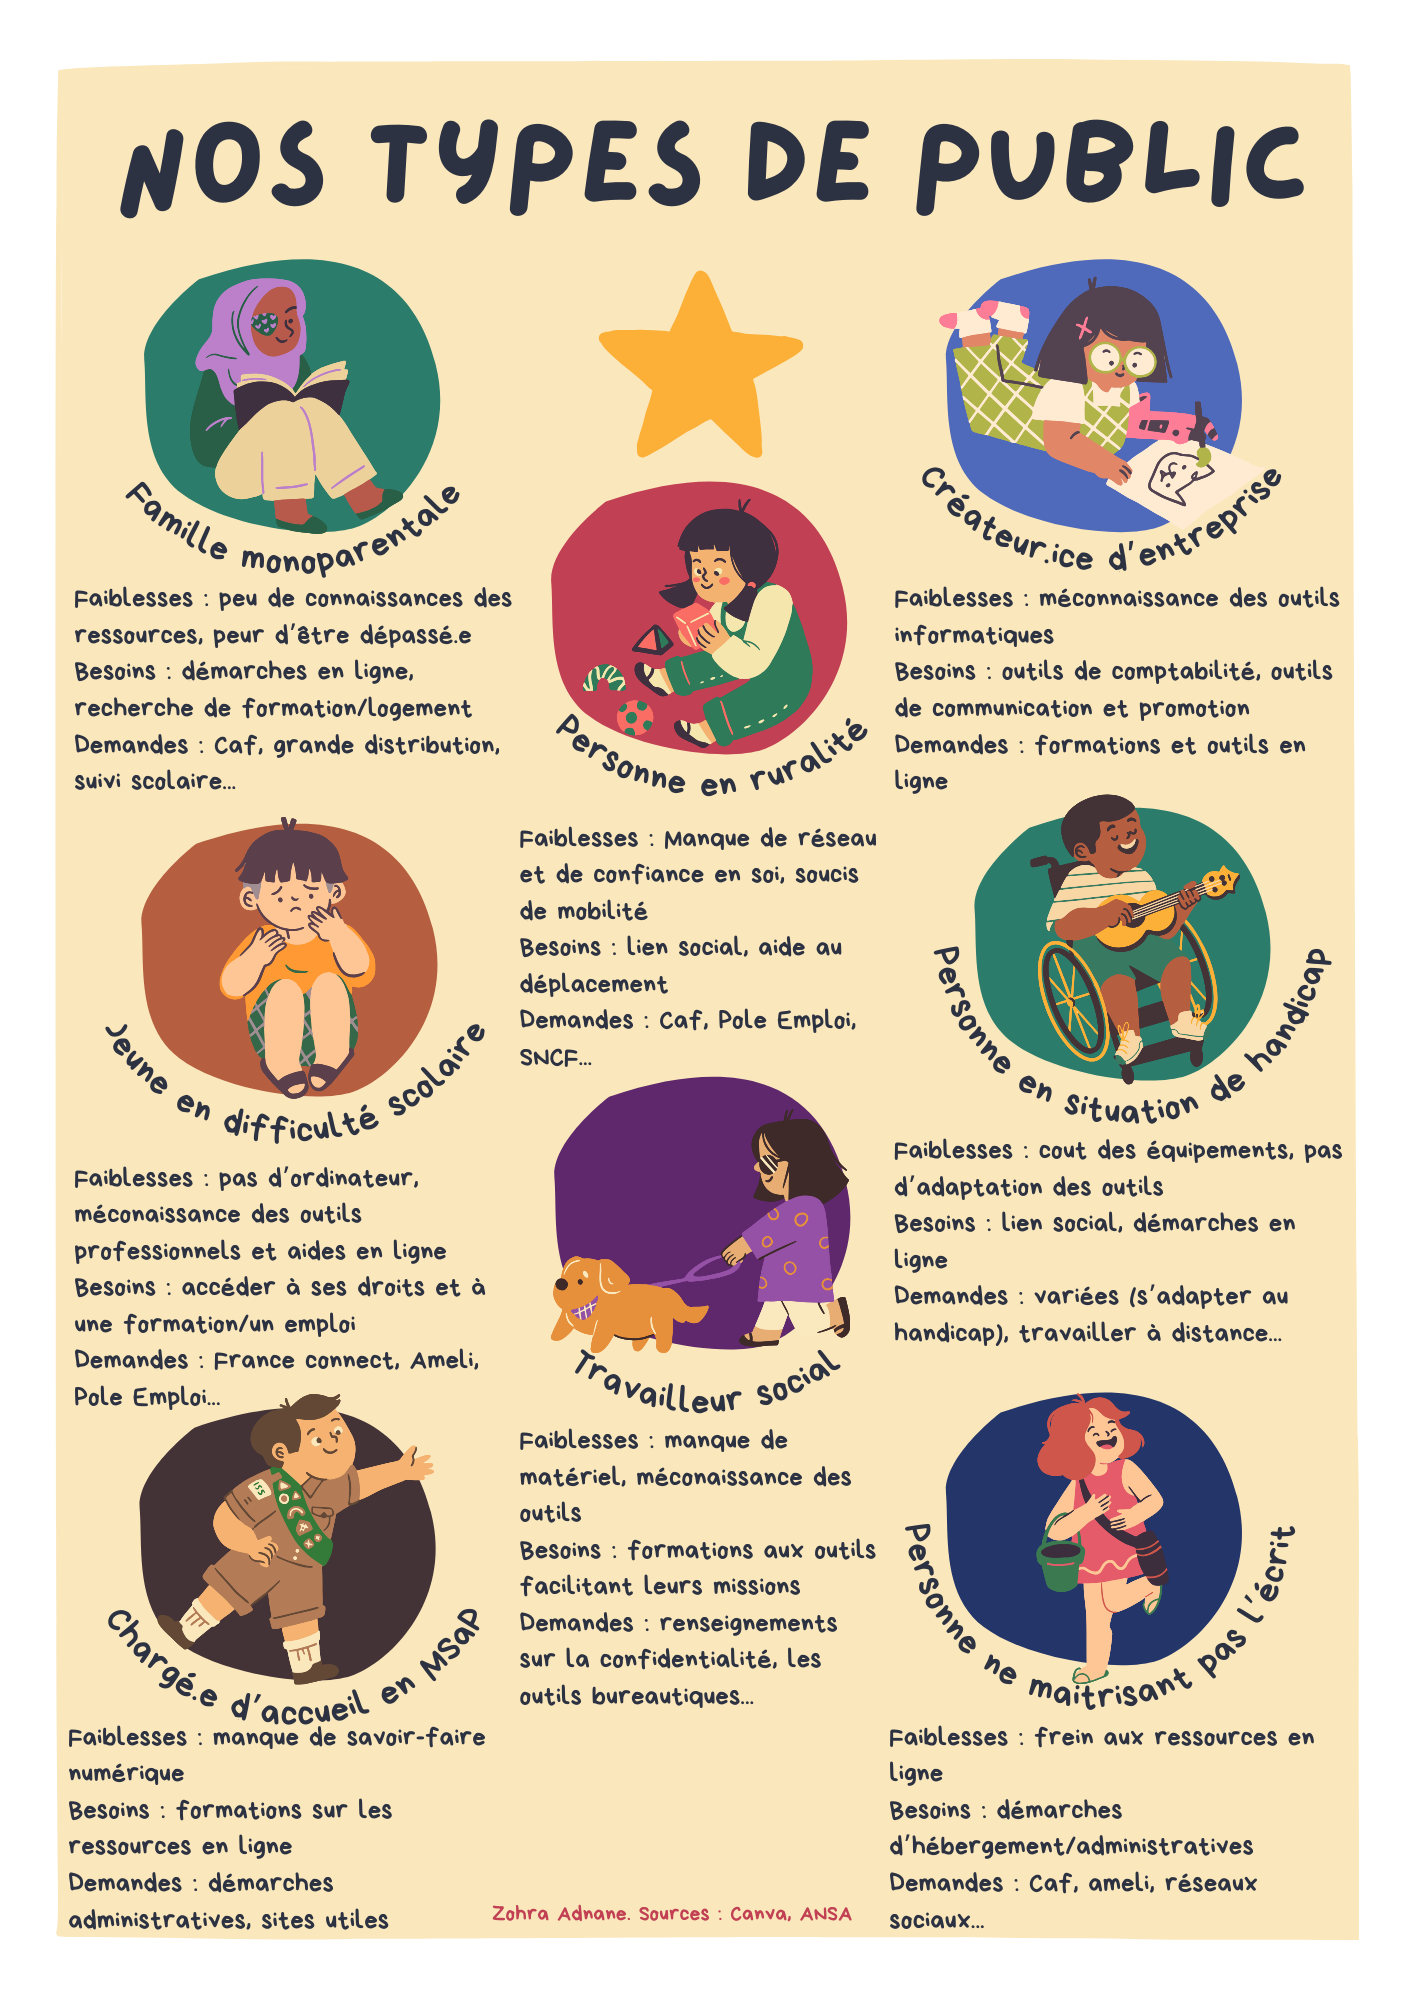 NOS TYPES DE PUBLIC
Famille monoparentale
Faiblesses : peu de connaissances des
ressources, peur d'être dépassé.e
Besoins : démarches en ligne,
recherche de formation/logement
Demandes : Caf, grande distribution,
suivi scolaire...
Personne en ruralité
Faiblesses : Manque de réseau
et de confiance en soi, soucis
de mobilité
Besoins : lien social, aide au
déplacement
Demandes : Caf, Pole Emploi,
SNCF...
Créateur.ice d'entreprise
Faiblesses : méconnaissance des outils
informatiques
Besoins : outils de comptabilité, outils
de communication et promotion
Demandes : formations et outils en
ligne
Jeune en difficulté scolaire
Faiblesses : pas d'ordinateur,
méconaissance des outils
professionnels et aides en ligne
Besoins : accéder à ses droits et à
une formation/un emploi
Demandes : France connect, Ameli,
Pole Emploi...
Travailleur social
Faiblesses : manque de
matériel, méconaissance des
outils
Besoins : formations aux outils
facilitant leurs missions
Demandes : renseignements
sur la confidentialité, les
outils bureautiques...
Personne en situation de handicap
Faiblesses : cout des équipements, pas
d'adaptation des outils
Besoins : lien social, démarches en
ligne
Demandes : variées (s'adapter au
handicap), travailler à distance...
ISS
Chargé.e d'accueil en MSaP
Faiblesses : manque de savoir-faire
numérique
Besoins : formations sur les
ressources en ligne
Demandes : démarches
administratives, sites utiles
Personne ne maitrisant pas l'écrit
Faiblesses : frein aux ressources en
ligne
Besoins : démarches
d'hébergement/administratives
Demandes : Caf, ameli, réseaux
sociaux...
Zohra Adnane. Sources : Canva, ANSA